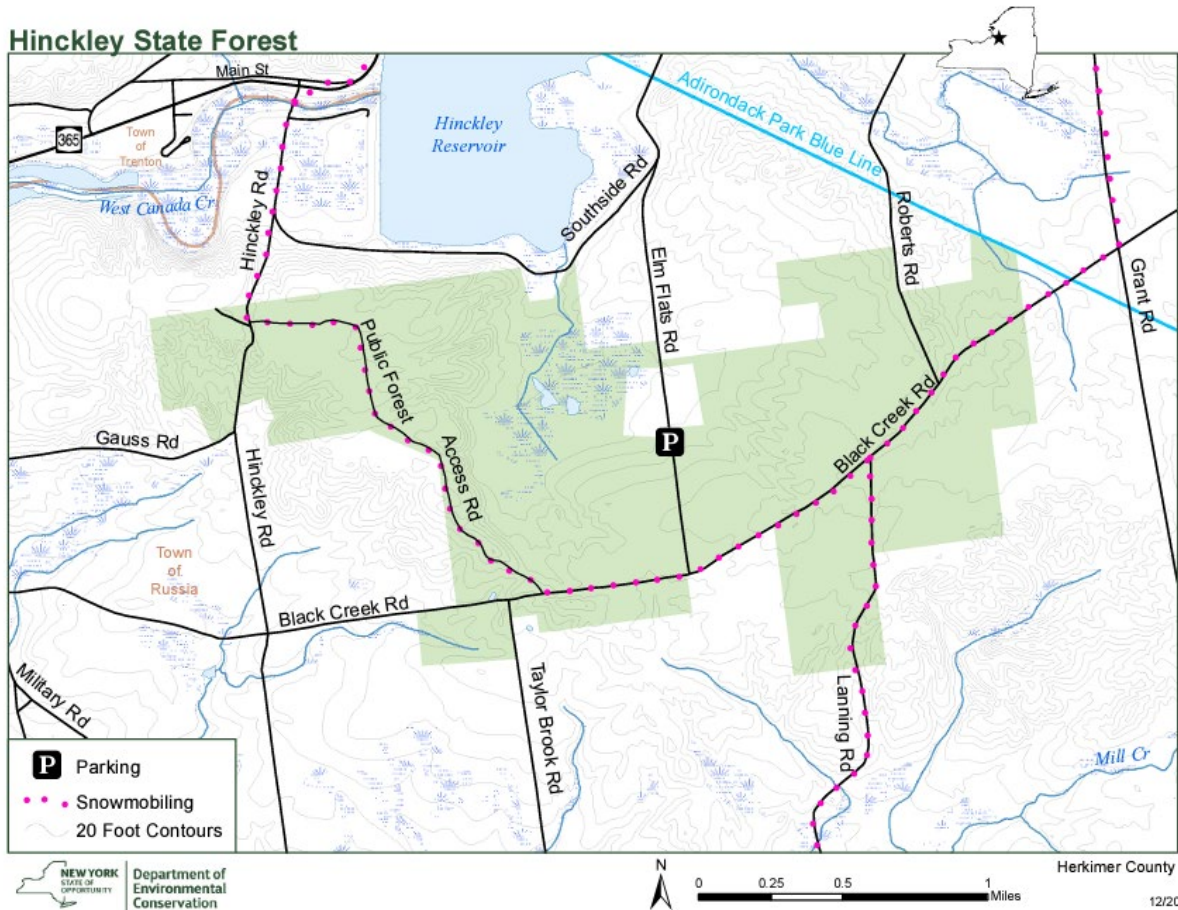 Hinckley State Forest
Main St
365
Town
of
Trenton
Hinckley
Reservoir
Adirondack Park Blue Line
West Canada Cr
Hinckley Rd
Southside Rd
Elm Flats Rd
Roberts Rd
Grant Rd
Public Forest
Access Rd
Gauss Rd
Hinckley Rd
P
Black Creek Rd
Town
of
Russia
Black Creek Rd
Military Rd
Taylor Brook Rd
Lanning Rd
Mill Cr
P Parking
Snowmobiling
20 Foot Contours
NEW YORK
STATE OF
OPPORTUNITY
Department of
Environmental
Conservation
N
0 0.25 0.5 1
Miles
Herkimer County
12/20